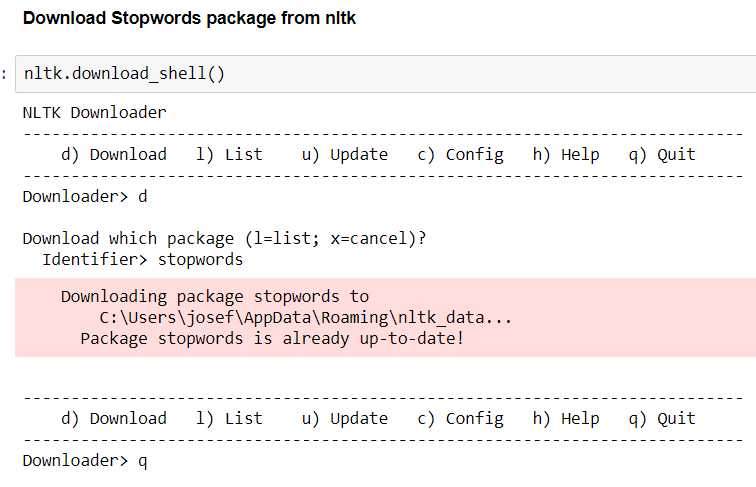 Download Stopwords package from nltk
: nltk.download_shell()
NLTK Downloader
---------------------------------------------------------------------------
    d) Download   l) List    u) Update   c) Config   h) Help   q) Quit
---------------------------------------------------------------------------
Downloader> d
Download which package (l=list; x=cancel)?
  Identifier> stopwords
    Downloading package stopwords to
        C:\Users\josef\AppData\Roaming\nltk_data...
      Package stopwords is already up-to-date!
---------------------------------------------------------------------------
    d) Download   l) List    u) Update   c) Config   h) Help   q) Quit
---------------------------------------------------------------------------
Downloader> q